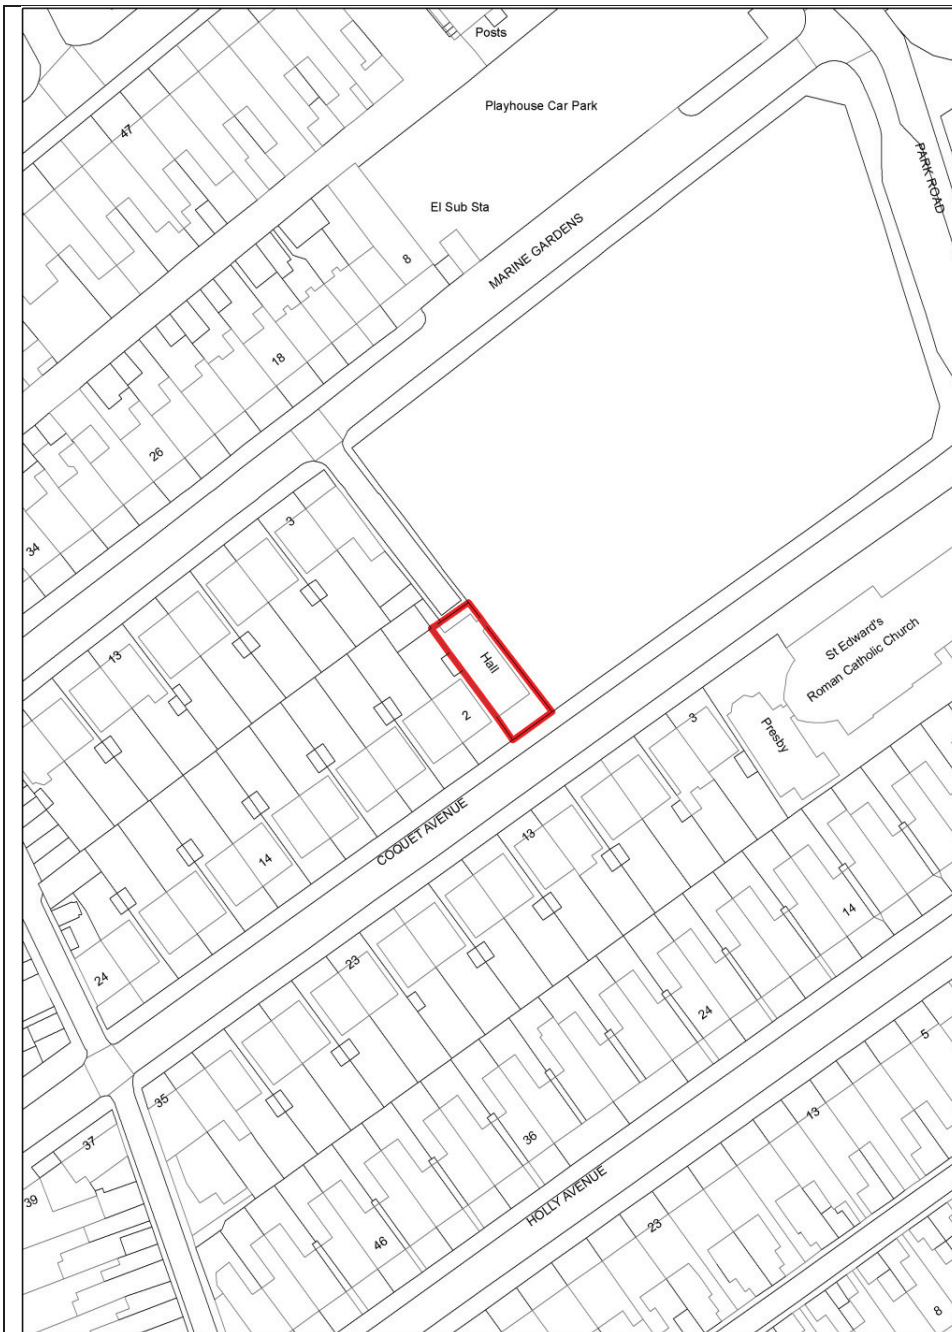 Posts
Playhouse Car Park
47
PARK ROAD
El Sub Sta
MARINE GARDENS
8
18
26
34
3
13
Hall
2
St Edward's
Roman Catholic Church
3
Presby
COQUET AVENUE
13
14
14
23
24
24
5
35
13
37
36
39
HOLLY AVENUE
23
46
8